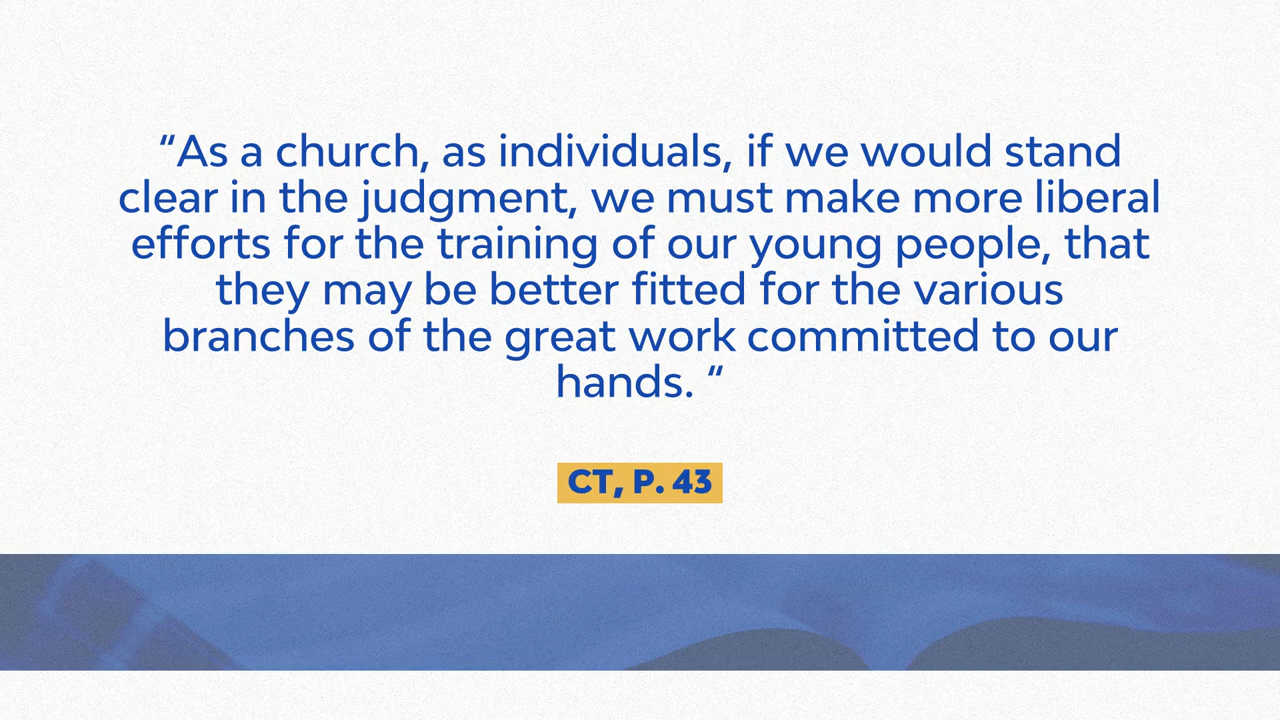 “As a church, as individuals, if we would stand
clear in the judgment, we must make more liberal
efforts for the training of our young people, that
they may be better fitted for the various
branches of the great work committed to our
hands. “
CT, P. 43